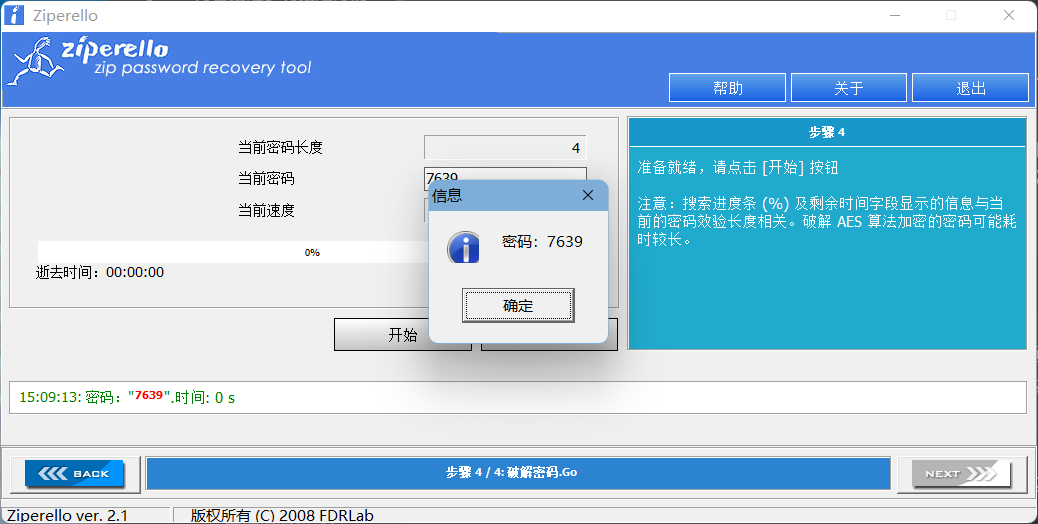 Ziperello
ziperello
zip password recovery tool
帮助
关于
退出
当前密码长度
4
当前密码
7639
当前速度
0%
逝去时间：00:00:00
开始
信息
密码：7639
确定
步骤 4
准备就绪，请点击 [开始] 按钮
注意：搜索进度条 (%) 及剩余时间字段显示的信息与当
前的密码效验长度相关。破解 AES 算法加密的密码可能耗
时较长。
15:09:13: 密码："7639".时间: 0 s
BACK
步骤 4 / 4: 破解密码.Go
NEXT
Ziperello ver. 2.1
版权所有 (C) 2008 FDRLab